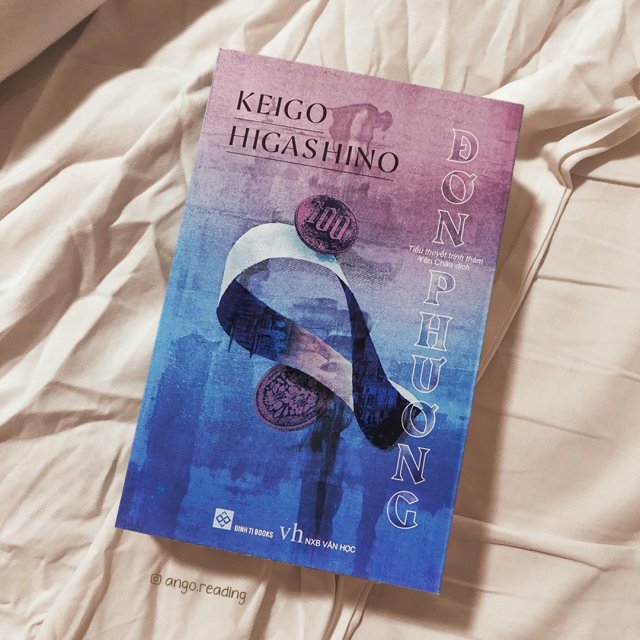 KEIGO
HIGASHINO
100
ĐƠN PHƯƠNG
Tiểu thuyết trinh thám
Yên Châu dịch
ĐINH TỊ BOOKS
vh NXB VĂN HỌC
ango.reading